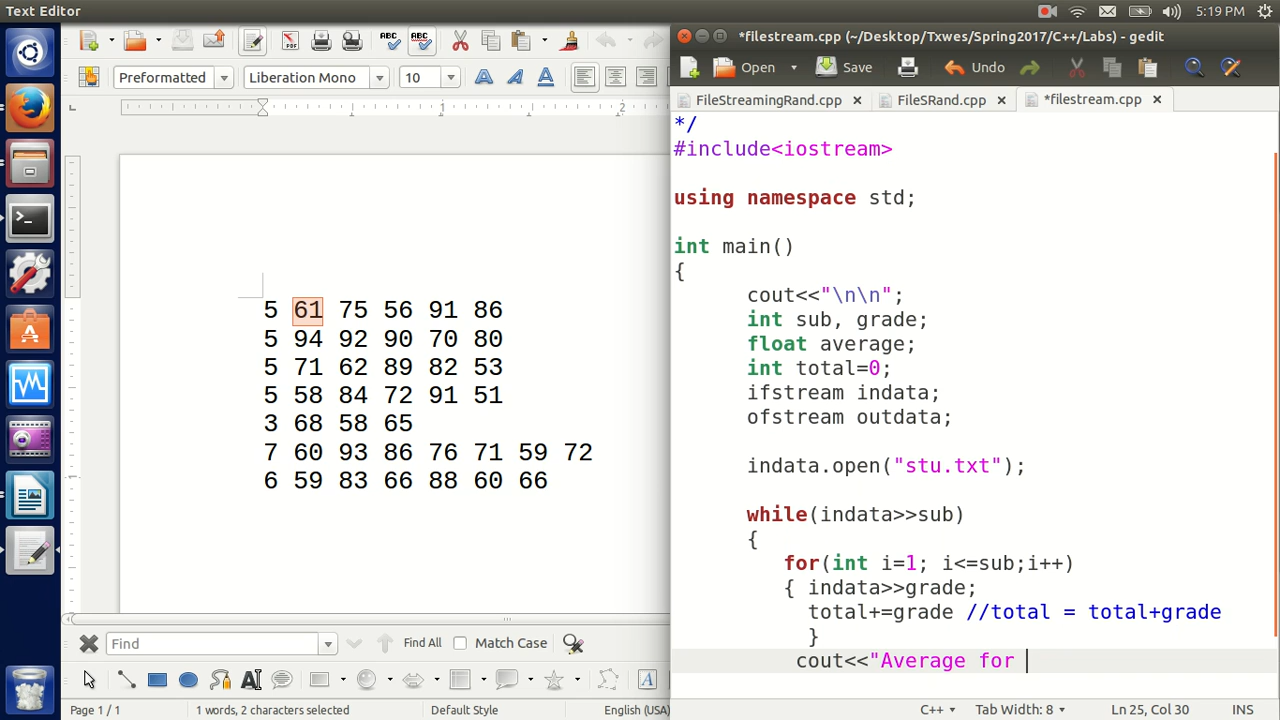 Text Editor
5:19 PM
*filestream.cpp (~/Desktop/Txwes/Spring2017/C++/Labs) - gedit
Preformatted
Liberation Mono
10
Open
Save
Undo
FileStreamingRand.cpp
FileSRand.cpp
*filestream.cpp
1
2
5 61 75 56 91 86
5 94 92 90 70 80
5 71 62 89 82 53
5 58 84 72 91 51
3 68 58 65
7 60 93 86 76 71 59 72
6 59 83 66 88 60 66
*/
#include<iostream>
using namespace std;
int main()
{
cout<<"\n\n";
int sub, grade;
float average;
int total=0;
ifstream indata;
ofstream outdata;
indata.open("stu.txt");
while(indata>>sub)
{
for(int i=1; i<=sub;i++)
{ indata>>grade;
total+=grade //total = total+grade
}
cout<<"Average for
Find
Find All
Match Case
Page 1 / 1
1 words, 2 characters selected
Default Style
English (USA)
C++
Tab Width: 8
Ln 25, Col 30
INS